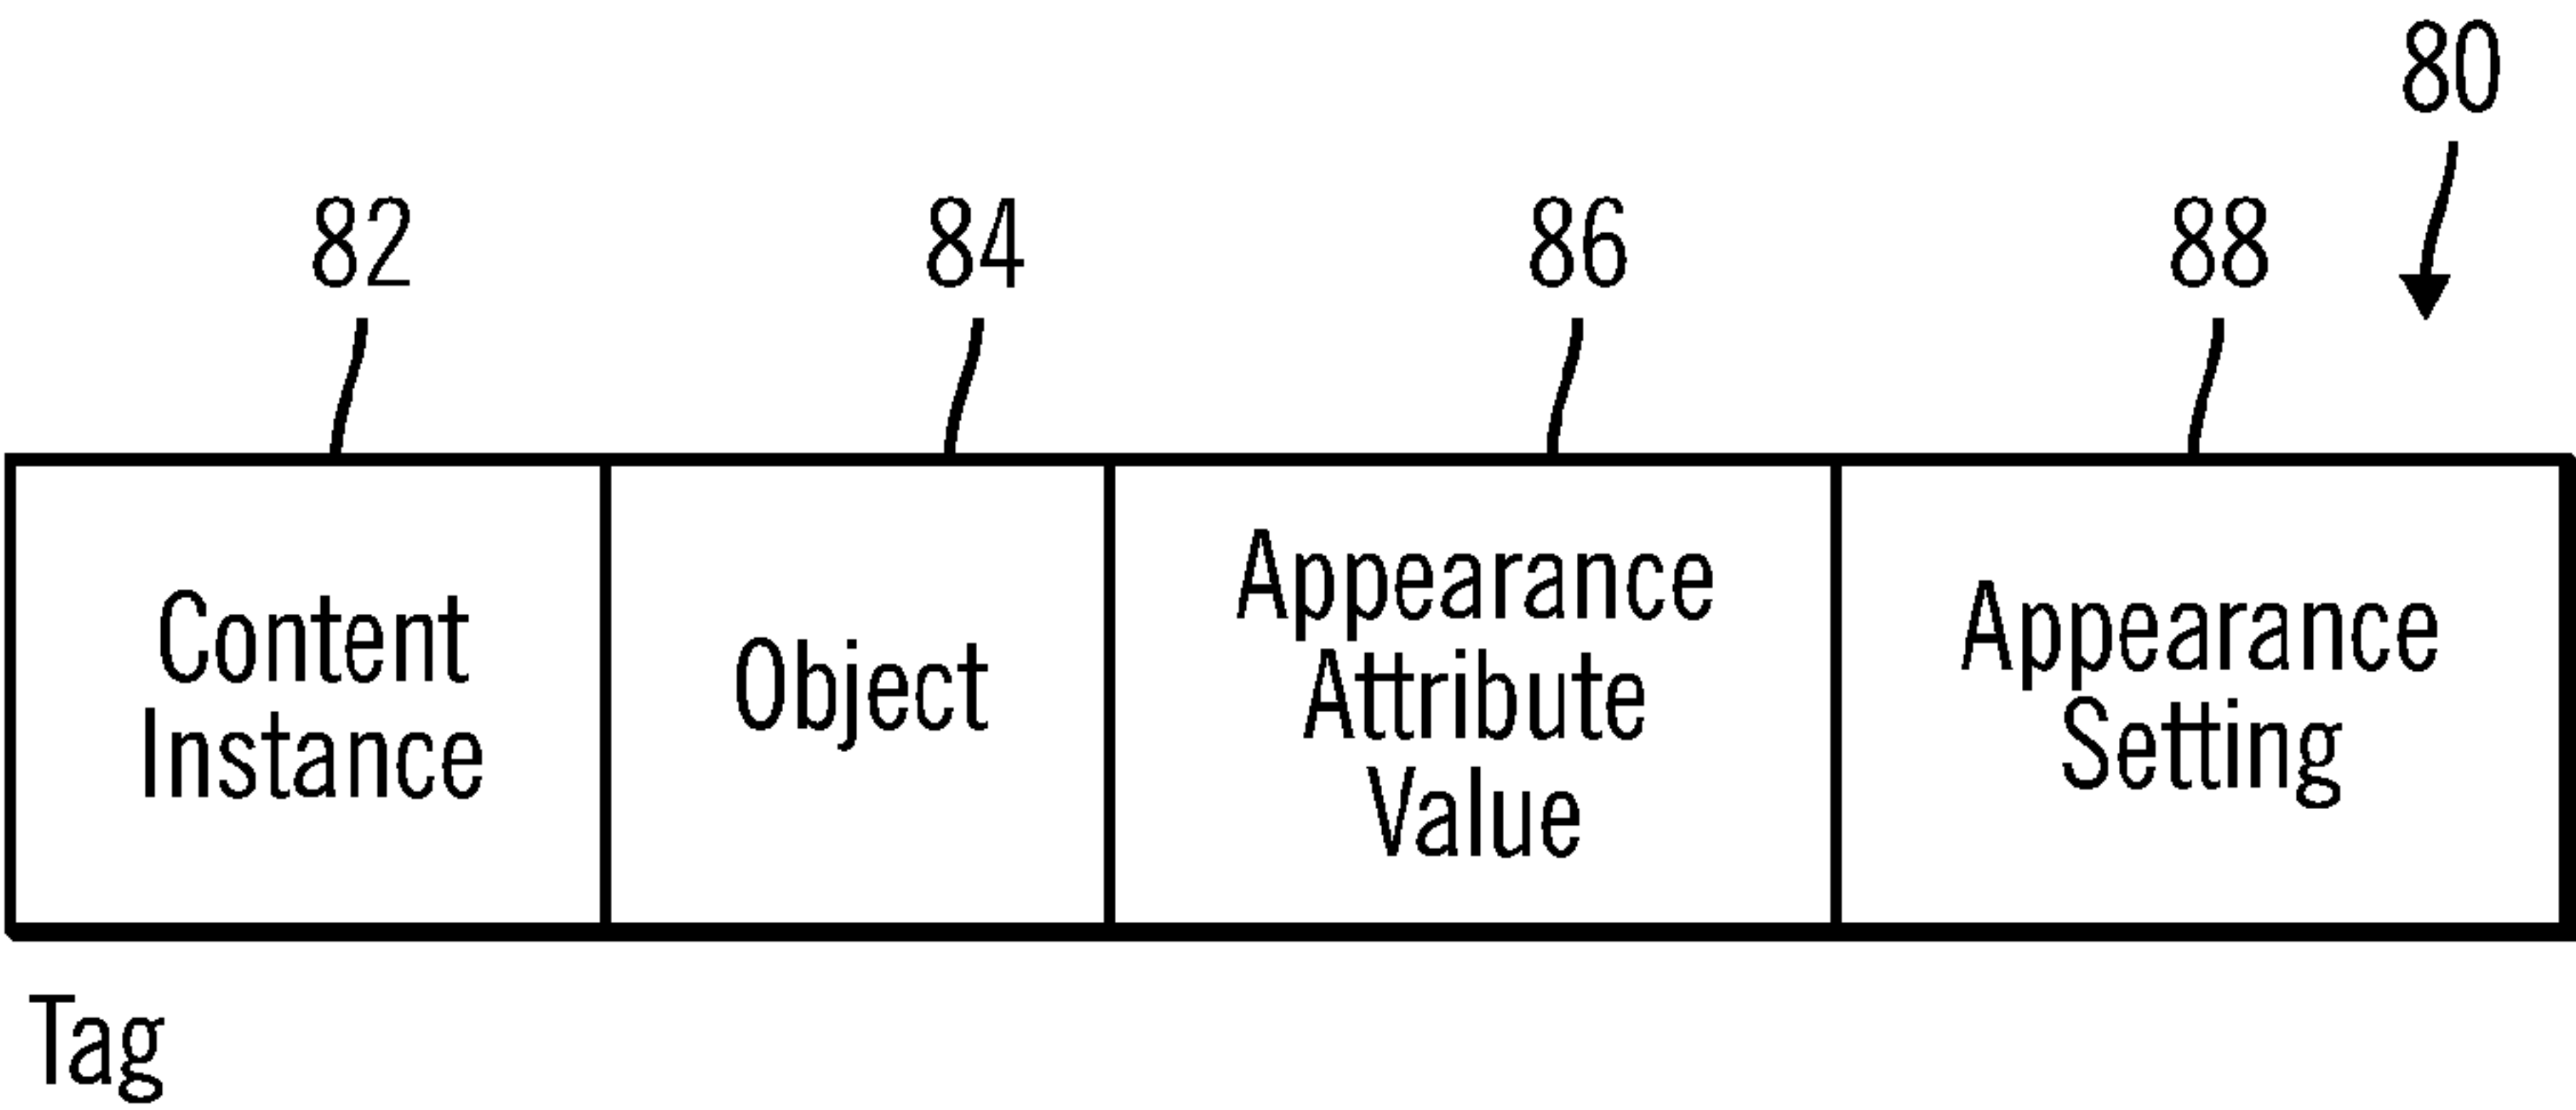 80
82 84 86 88
Content
Instance
Object
Appearance
Attribute
Value
Appearance
Setting
Tag